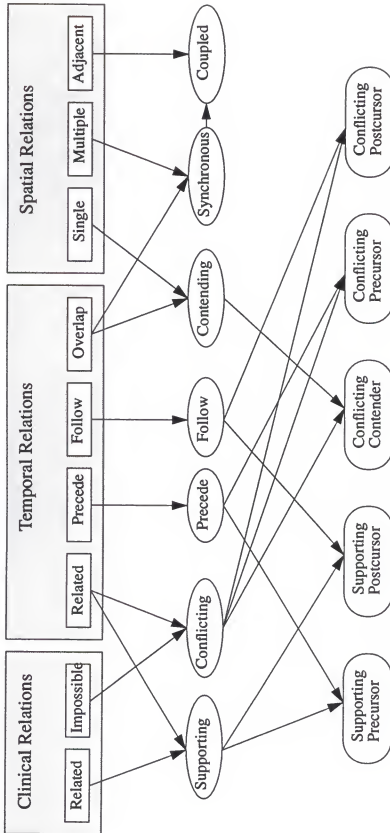 Clinical Relations
Temporal Relations
Spatial Relations
Related
Impossible
Related
Precede
Follow
Overlap
Single
Multiple
Adjacent
Supporting
Conflicting
Precede
Follow
Contending
Synchronous
Coupled
Supporting
Precursor
Supporting
Postcursor
Conflicting
Contender
Conflicting
Precursor
Conflicting
Postcursor